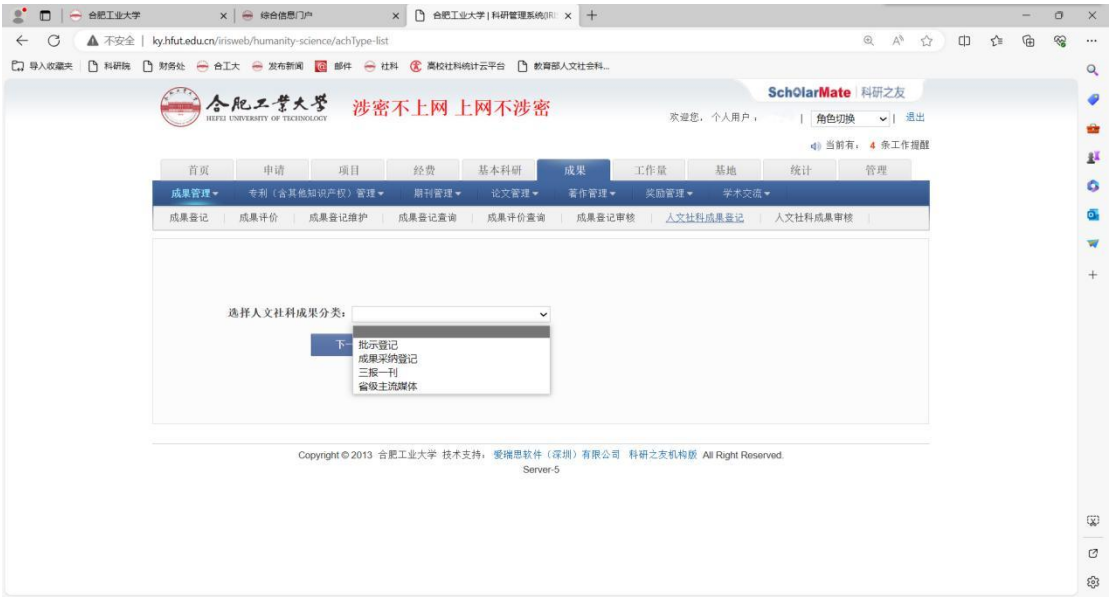 合肥工业大学
综合信息门户
合肥工业大学 | 科研管理系统(IRI
不安全 | ky.hfut.edu.cn/irisweb/humanity-science/achType-list
导入收藏夹 科研院 财务处 合工大 发布新闻 邮件 社科 高校社科统计云平台 教育部人文社会科...
合肥工业大学
HEFEI UNIVERSITY OF TECHNOLOGY
涉密不上网 上网不涉密
SchOlarMate 科研之友
欢迎您, 个人用户, | 角色切换 | 退出
当前有, 4 条工作提醒
首页 申请 项目 经费 基本科研 成果 工作量 基地 统计 管理
成果管理 专利(含其他知识产权)管理 期刊管理 论文管理 著作管理 奖励管理 学术交流
成果登记 成果评价 成果登记维护 成果登记查询 成果评价查询 成果登记审核 人文社科成果登记 人文社科成果审核
选择人文社科成果分类:
下一
批示登记
成果采纳登记
三报一刊
省级主流媒体
Copyright © 2013 合肥工业大学 技术支持, 爱瑞思软件(深圳)有限公司 科研之友机构版 All Right Reserved.
Server-5